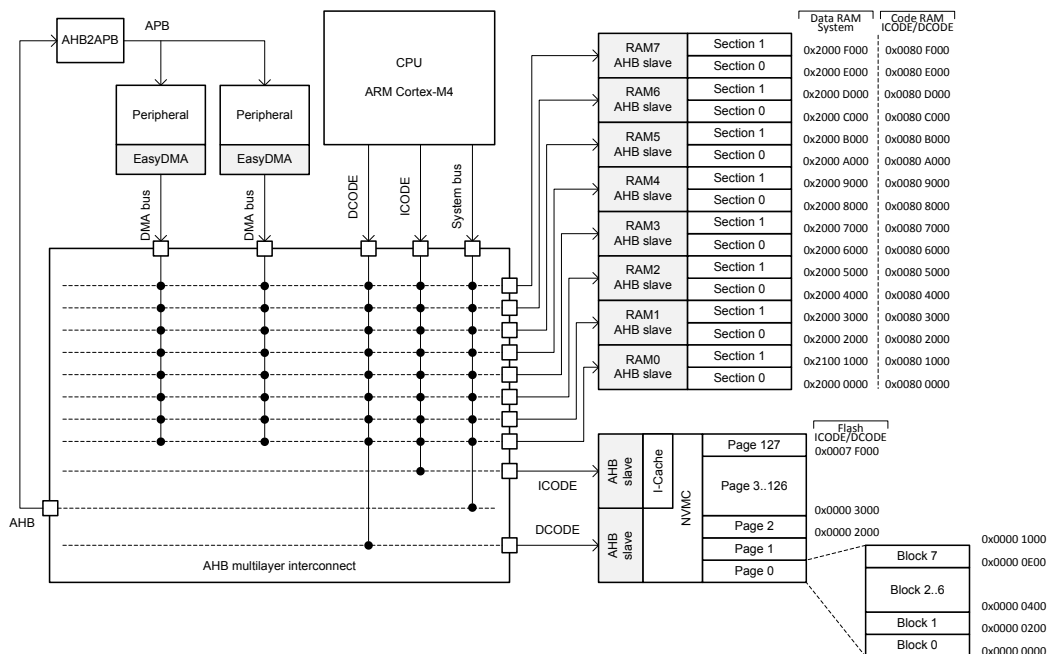 AHB2APB
APB
Peripheral
EasyDMA
Peripheral
EasyDMA
CPU
ARM Cortex-M4
DMA bus
DMA bus
DCODE
ICODE
System bus
AHB multilayer interconnect
AHB
ICODE
DCODE
Data RAM
System
Code RAM
ICODE/DCODE
RAM7
AHB slave
Section 1
0x2000 F000
0x0080 F000
Section 0
0x2000 E000
0x0080 E000
RAM6
AHB slave
Section 1
0x2000 D000
0x0080 D000
Section 0
0x2000 C000
0x0080 C000
RAM5
AHB slave
Section 1
0x2000 B000
0x0080 B000
Section 0
0x2000 A000
0x0080 A000
RAM4
AHB slave
Section 1
0x2000 9000
0x0080 9000
Section 0
0x2000 8000
0x0080 8000
RAM3
AHB slave
Section 1
0x2000 7000
0x0080 7000
Section 0
0x2000 6000
0x0080 6000
RAM2
AHB slave
Section 1
0x2000 5000
0x0080 5000
Section 0
0x2000 4000
0x0080 4000
RAM1
AHB slave
Section 1
0x2000 3000
0x0080 3000
Section 0
0x2000 2000
0x0080 2000
RAM0
AHB slave
Section 1
0x2100 1000
0x0080 1000
Section 0
0x2000 0000
0x0080 0000
Flash
ICODE/DCODE
AHB
slave
I-Cache
AHB
slave
NVMC
Page 127
0x0007 F000
Page 3..126
0x0000 3000
Page 2
0x0000 2000
Page 1
Page 0
0x0000 1000
Block 7
0x0000 0E00
Block 2..6
0x0000 0400
Block 1
0x0000 0200
Block 0
0x0000 0000